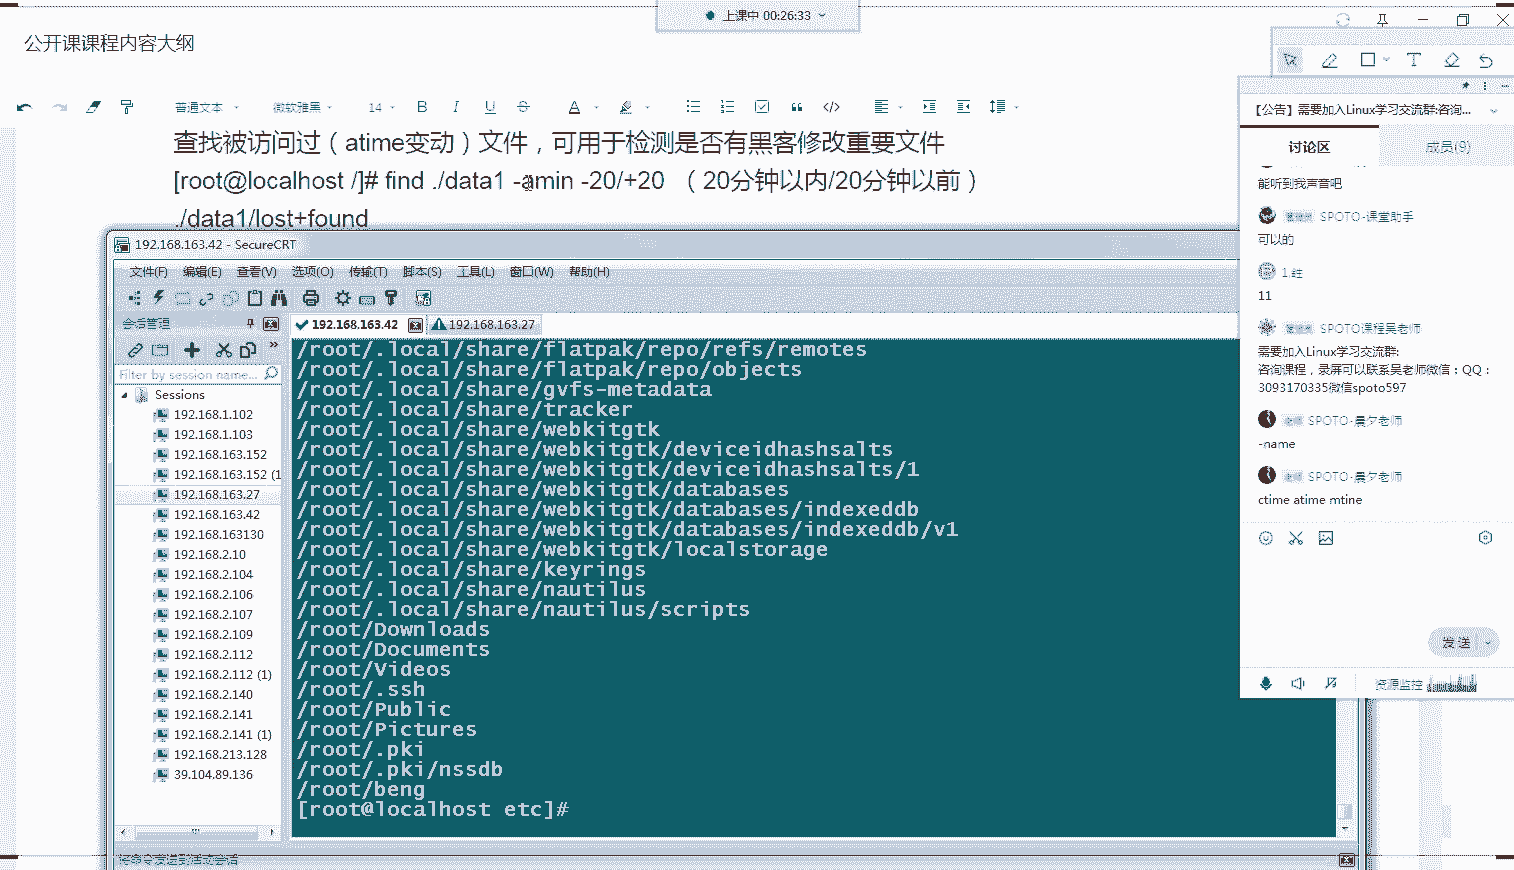 上课中 00:26:33
公开课课程内容大纲
普通文本
微软雅黑
14
B I U S A T
查找被访问过（atime变动）文件，可用于检测是否有黑客修改重要文件
[root@localhost /]# find ./data1 -amin -20/+20 （20分钟以内/20分钟以前）
./data1/lost+found
192.168.163.42 - SecureCRT
文件(F) 编辑(E) 查看(V) 选项(O) 传输(T) 脚本(S) 工具(L) 窗口(W) 帮助(H)
会话管理
192.168.163.42
192.168.163.27
Filter by session name...
Sessions
192.168.1.102
192.168.1.103
192.168.163.152
192.168.163.152 (1
192.168.163.27
192.168.163.42
192.168.163130
192.168.2.10
192.168.2.104
192.168.2.106
192.168.2.107
192.168.2.109
192.168.2.112
192.168.2.112 (1)
192.168.2.140
192.168.2.141
192.168.2.141 (1)
192.168.213.128
39.104.89.136
/root/.local/share/flatpak/repo/refs/remotes
/root/.local/share/flatpak/repo/objects
/root/.local/share/gvfs-metadata
/root/.local/share/tracker
/root/.local/share/webkitgtk
/root/.local/share/webkitgtk/deviceidhashsalts
/root/.local/share/webkitgtk/deviceidhashsalts/1
/root/.local/share/webkitgtk/databases
/root/.local/share/webkitgtk/databases/indexeddb
/root/.local/share/webkitgtk/databases/indexeddb/v1
/root/.local/share/webkitgtk/localstorage
/root/.local/share/keyrings
/root/.local/share/nautilus
/root/.local/share/nautilus/scripts
/root/Downloads
/root/Documents
/root/Videos
/root/.ssh
/root/Public
/root/Pictures
/root/.pki
/root/.pki/nssdb
/root/beng
[root@localhost etc]#
将命令发送到活动会话
【公告】需要加入Linux学习交流群:咨询...
讨论区
成员(9)
能听到我声音吧
SPOTO-课堂助手
可以的
11
SPOTO课程吴老师
需要加入Linux学习交流群:
咨询课程，录屏可以联系吴老师微信：QQ：
3093170335微信spoto597
SPOTO-晨夕老师
-name
SPOTO-晨夕老师
ctime atime mtine
发送
资源监控